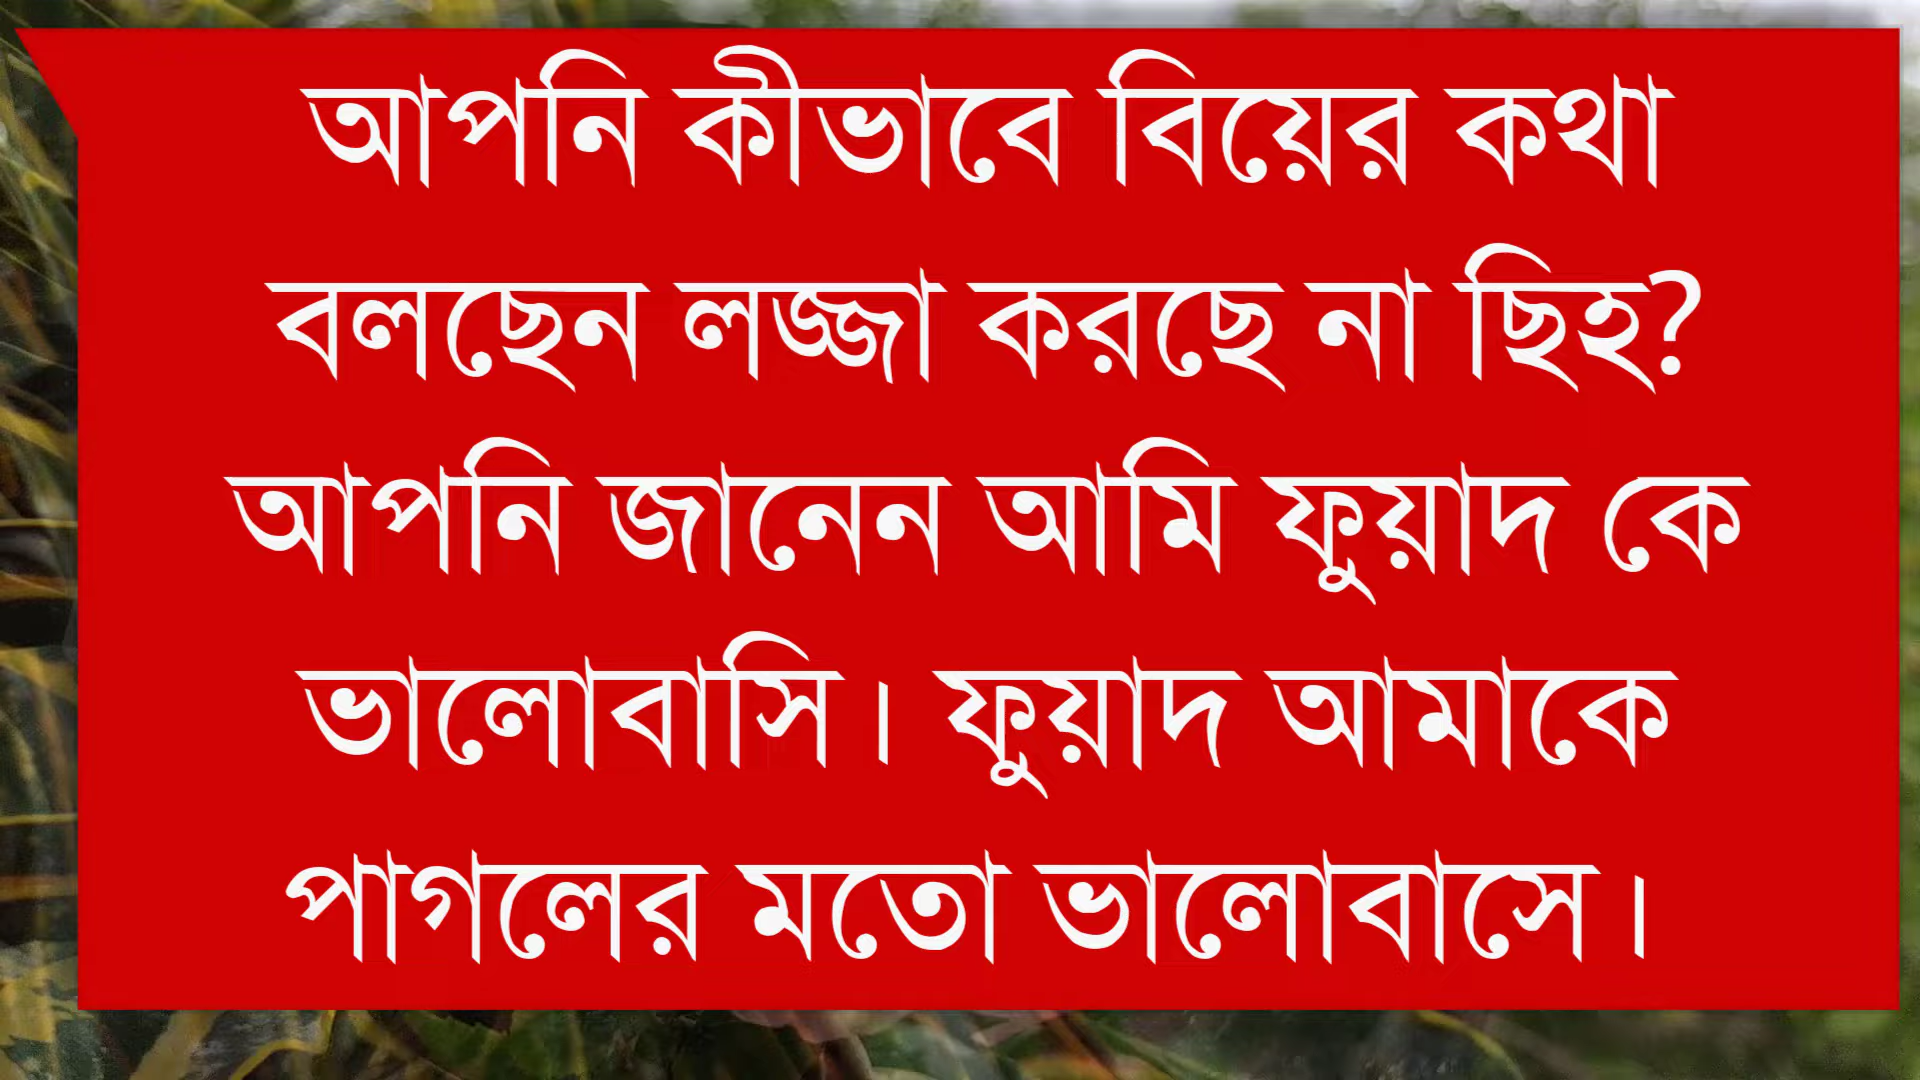 আপনি কীভাবে বিয়ের কথা
বলছেন লজ্জা করছে না ছিহ?
আপনি জানেন আমি ফুয়াদ কে
ভালোবাসি। ফুয়াদ আমাকে
পাগলের মতো ভালোবাসে।